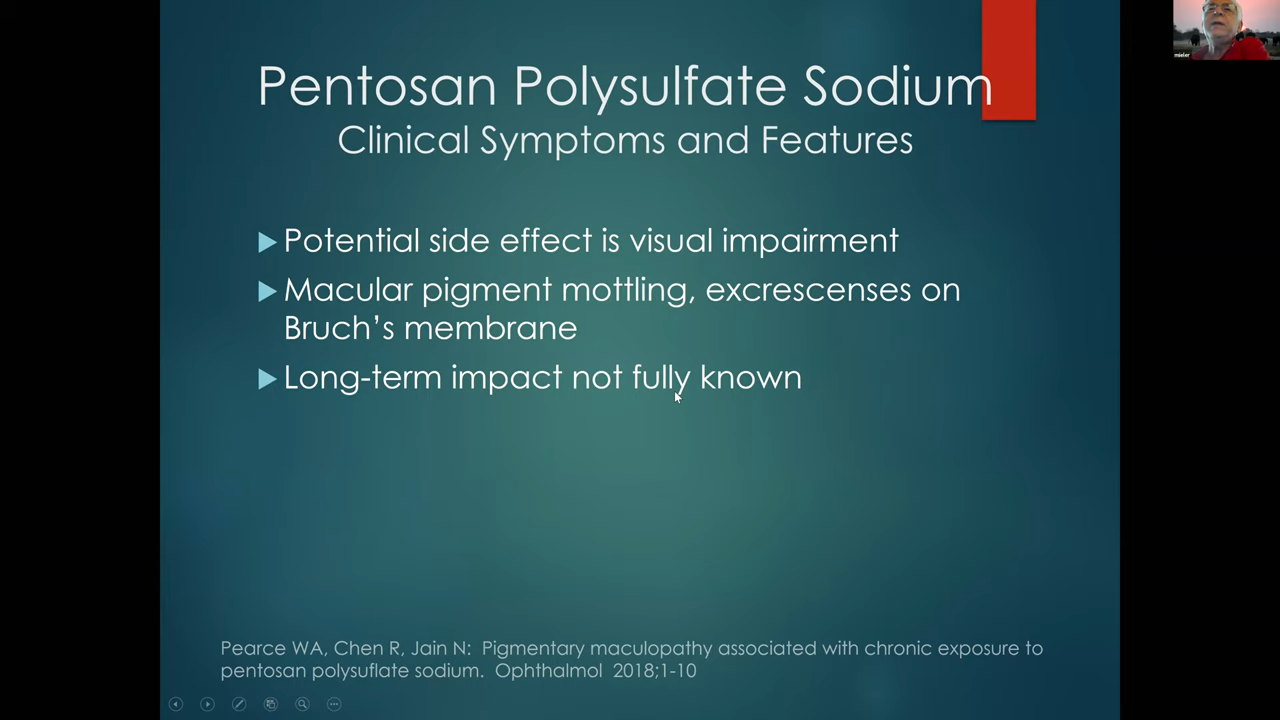 Pentosan Polysulfate Sodium
Clinical Symptoms and Features
Potential side effect is visual impairment
Macular pigment mottling, excrescenses on
Bruch’s membrane
Long-term impact not fully known
Pearce WA, Chen R, Jain N: Pigmentary maculopathy associated with chronic exposure to
pentosan polysuflate sodium. Ophthalmol 2018;1-10
mieler